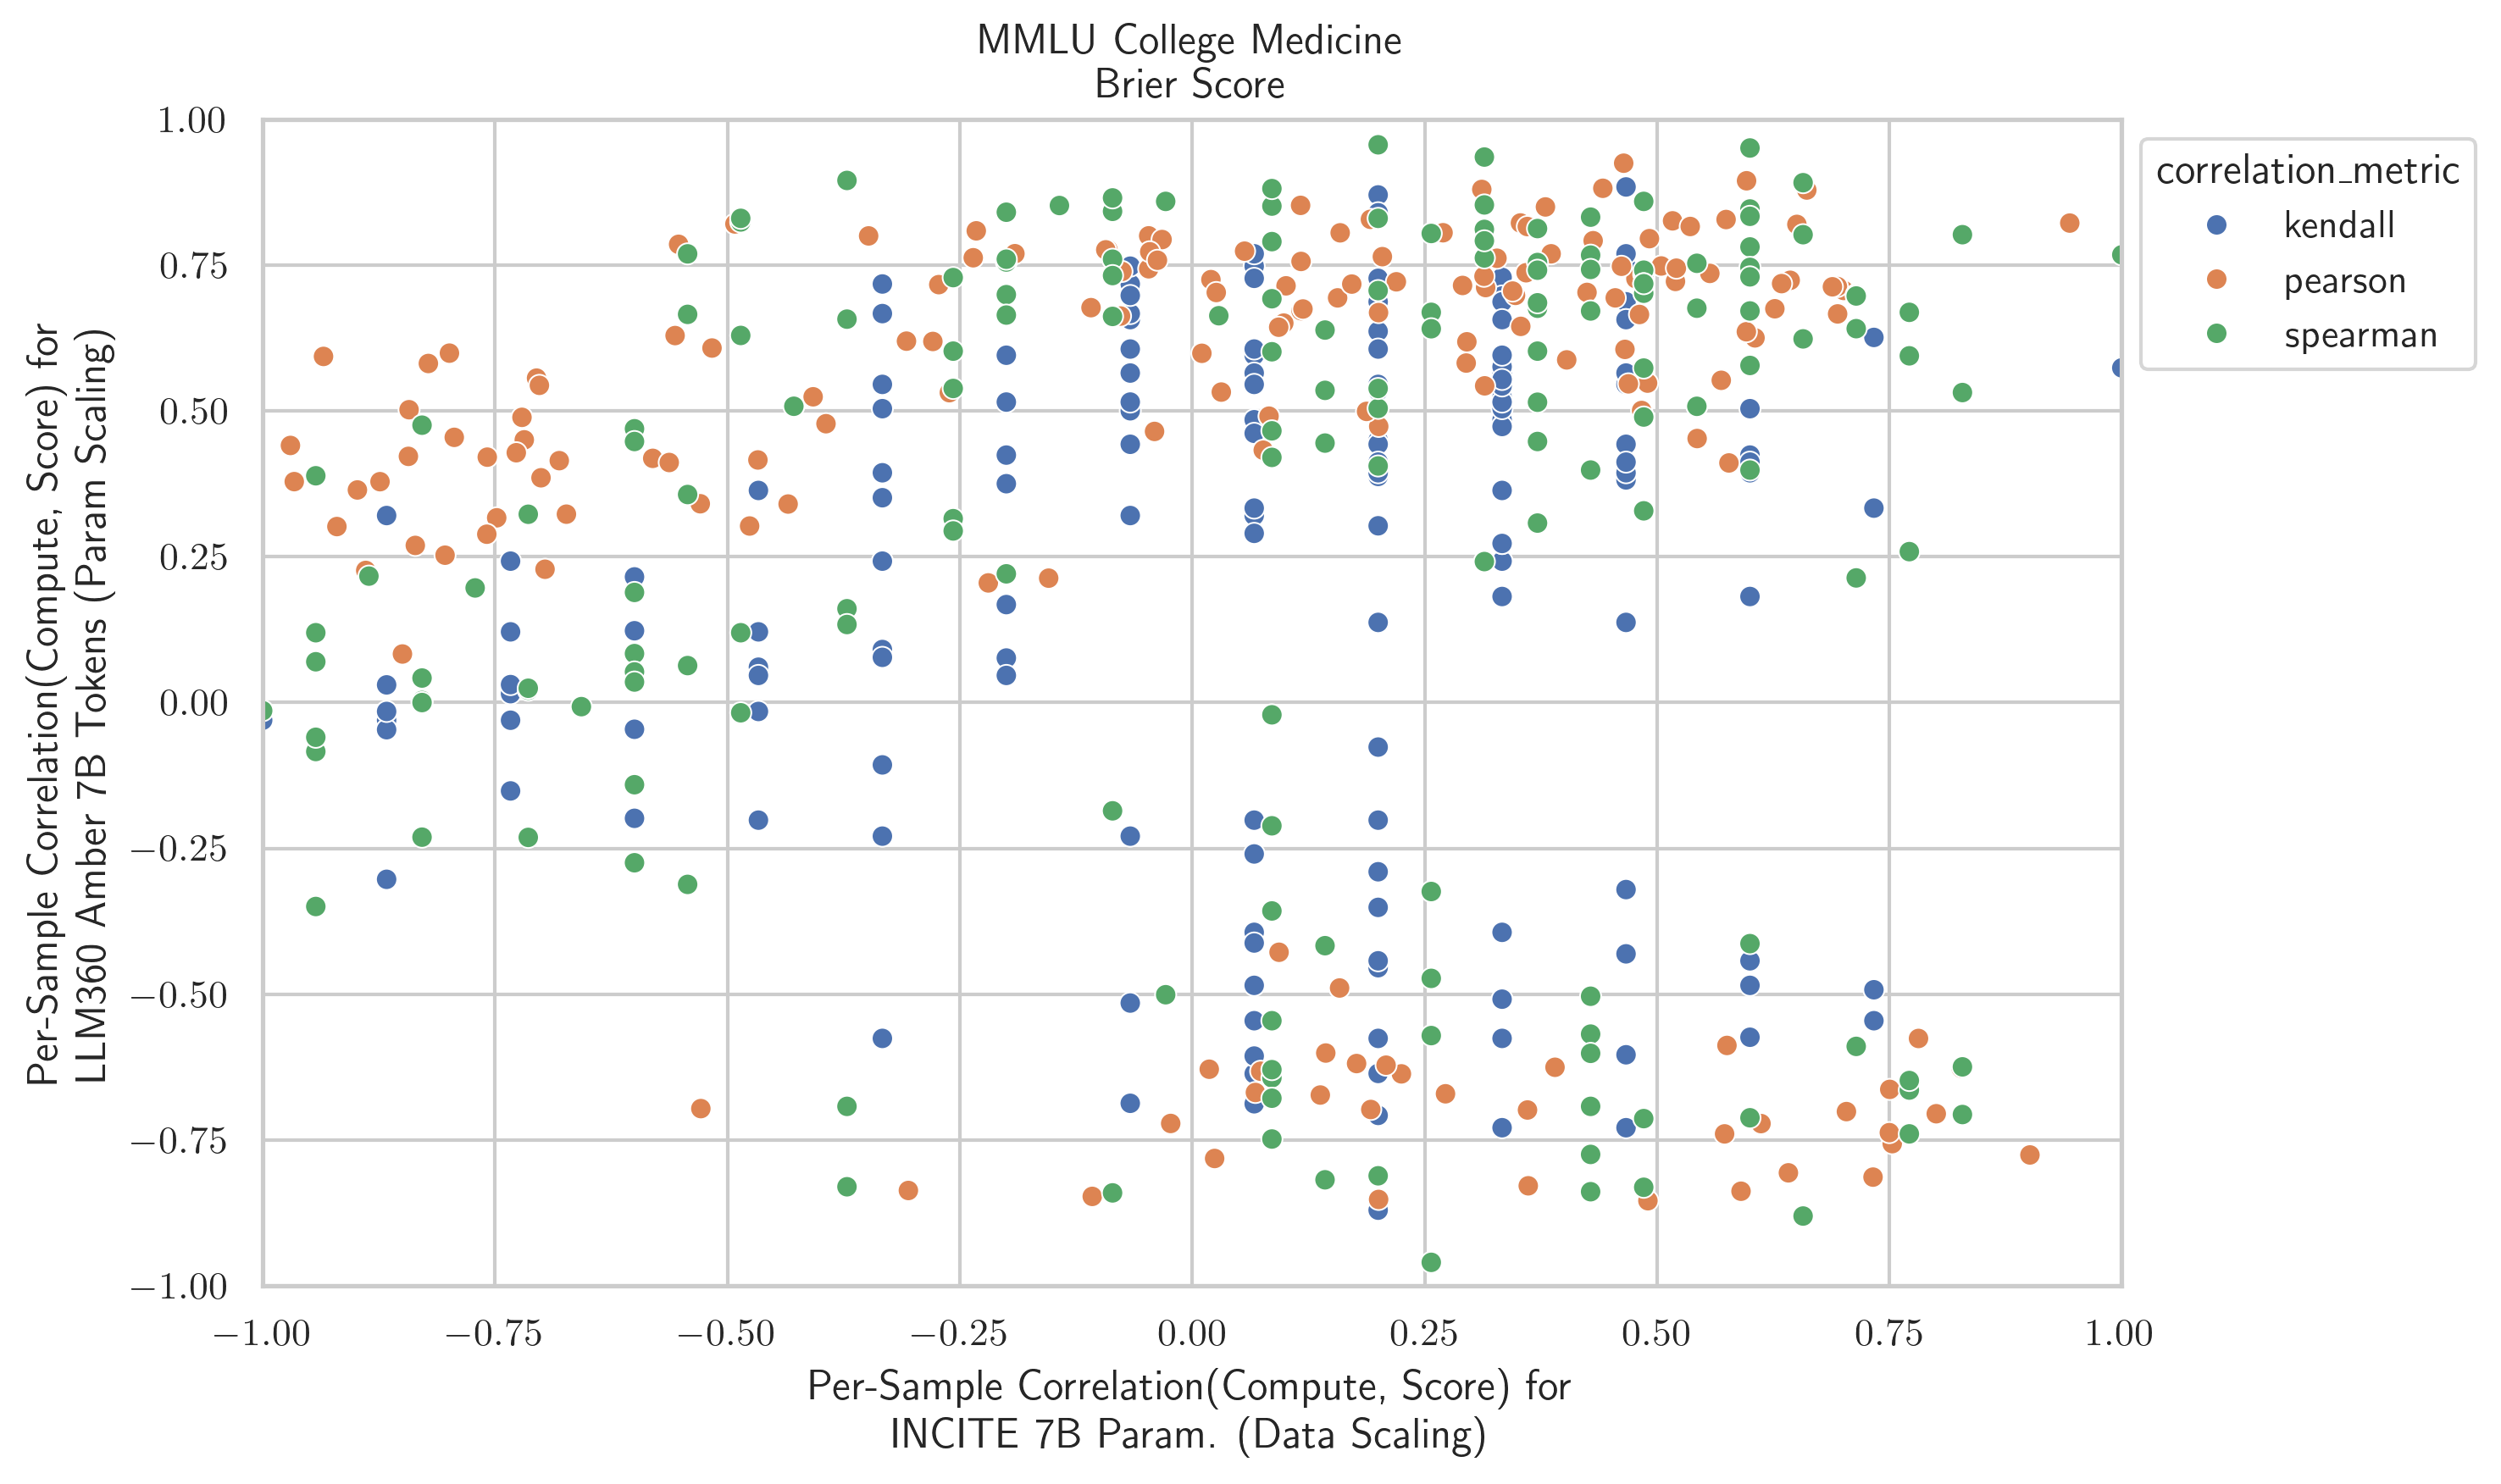 MMLU College Medicine
Brier Score
Per-Sample Correlation(Compute, Score) for
LLM360 Amber 7B Tokens (Param Scaling)
1.00
0.75
0.50
0.25
0.00
−0.25
−0.50
−0.75
−1.00
−1.00 −0.75 −0.50 −0.25 0.00 0.25 0.50 0.75 1.00
Per-Sample Correlation(Compute, Score) for
INCITE 7B Param. (Data Scaling)
correlation_metric
kendall
pearson
spearman